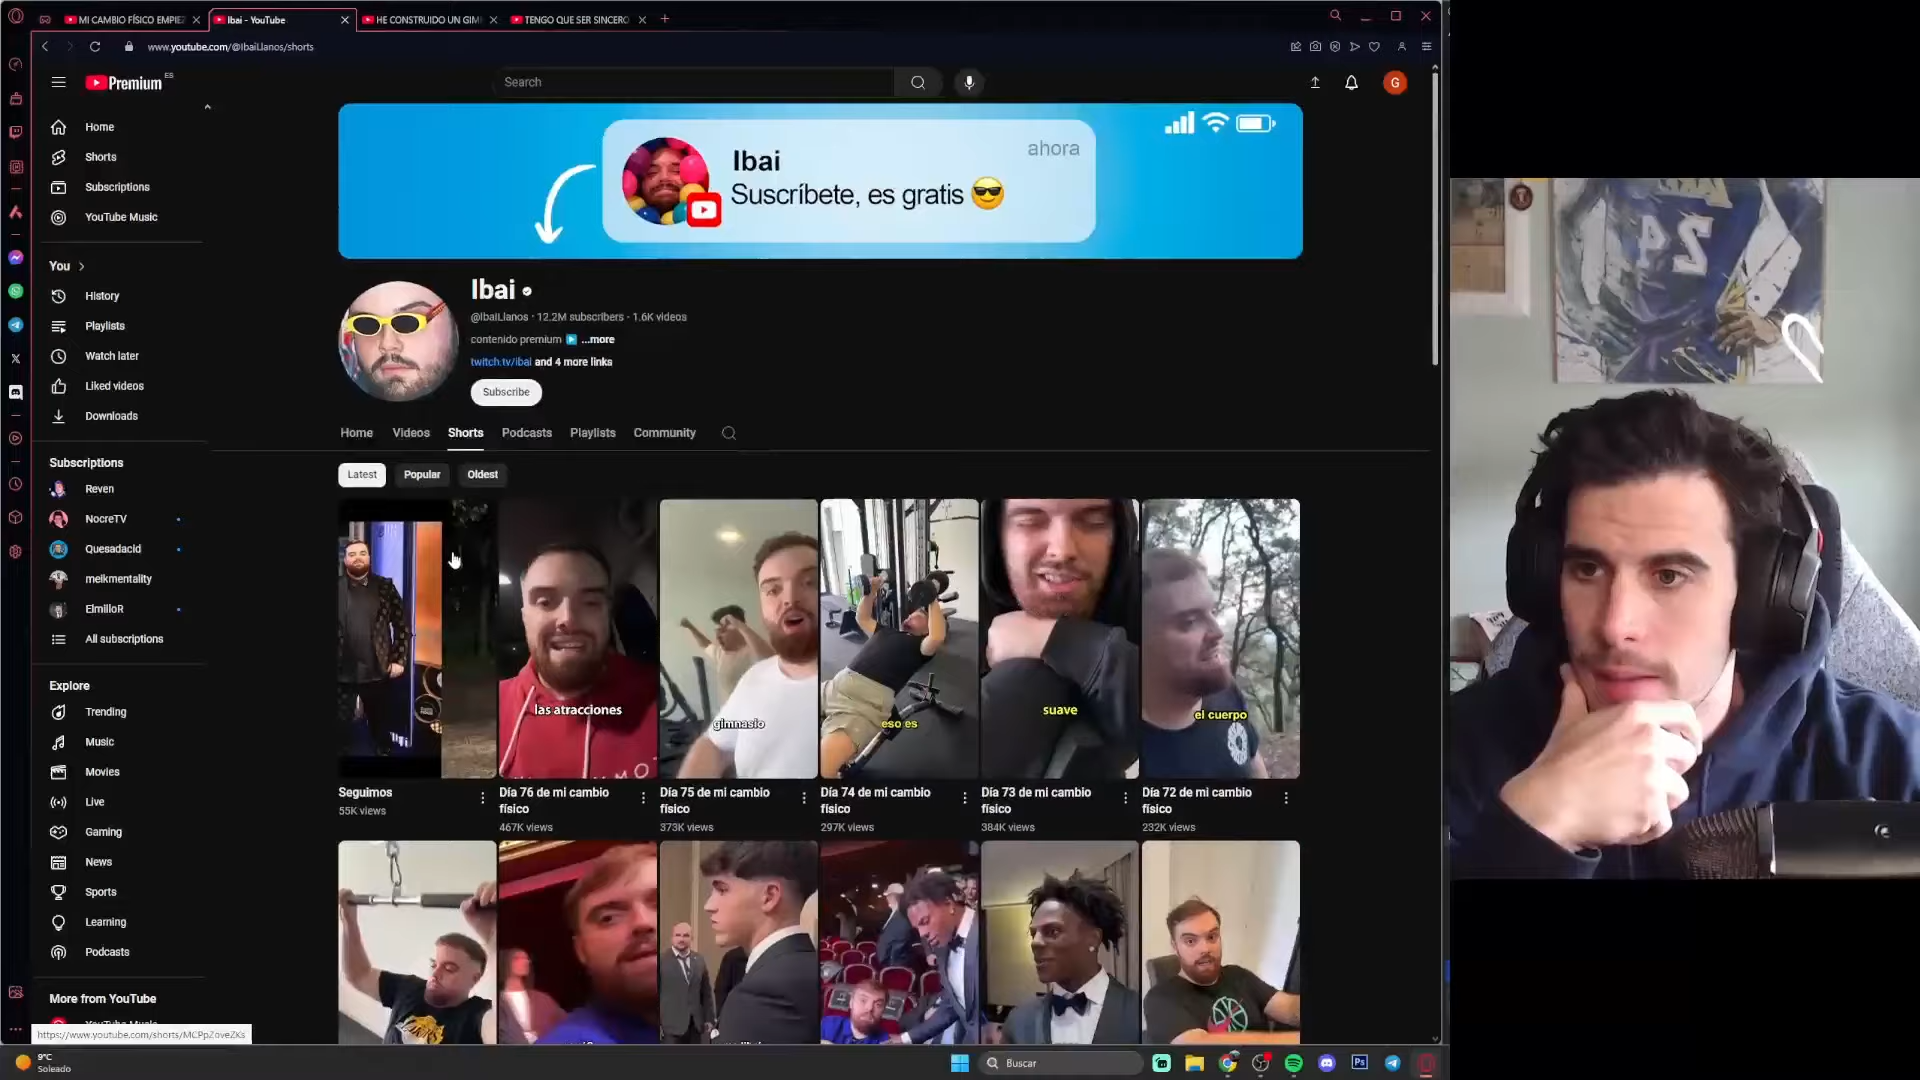 MI CAMBIO FÍSICO EMPIEZ
Ibai - YouTube
HE CONSTRUIDO UN GIM
TENGO QUE SER SINCERO
www.youtube.com/@IbaiLlanos/shorts
Premium
ES
Search
G
Home
Shorts
Subscriptions
YouTube Music
You
History
Playlists
Watch later
Liked videos
Downloads
Subscriptions
Reven
NocreTV
Quesadacid
melkmentality
ElmilloR
All subscriptions
Explore
Trending
Music
Movies
Live
Gaming
News
Sports
Learning
Podcasts
More from YouTube
YouTube Music
https://www.youtube.com/shorts/MCPpZoveZKs
Ibai
ahora
Suscríbete, es gratis 😎
Ibai
@IbaiLlanos · 12.2M subscribers · 1.6K videos
contenido premium ▶️ ...more
twitch.tv/ibai and 4 more links
Subscribe
Home Videos Shorts Podcasts Playlists Community
Latest Popular Oldest
las atracciones
gimnasio
eso es
suave
el cuerpo
Seguimos
55K views
Día 76 de mi cambio
físico
467K views
Día 75 de mi cambio
físico
373K views
Día 74 de mi cambio
físico
297K views
Día 73 de mi cambio
físico
384K views
Día 72 de mi cambio
físico
232K views
24
9°C
Soleado
Buscar
Ps